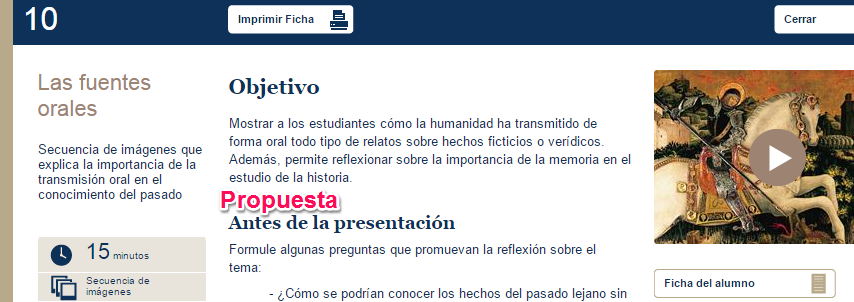 10
Imprimir Ficha
Cerrar
Las fuentes
orales
Secuencia de imágenes que
explica la importancia de la
transmisión oral en el
conocimiento del pasado
15 minutos
Secuencia de
imágenes
Objetivo
Mostrar a los estudiantes cómo la humanidad ha transmitido de
forma oral todo tipo de relatos sobre hechos ficticios o verídicos.
Además, permite reflexionar sobre la importancia de la memoria en el
estudio de la historia.
Propuesta
Antes de la presentación
Formule algunas preguntas que promuevan la reflexión sobre el
tema:
- ¿Cómo se podrían conocer los hechos del pasado lejano sin
Ficha del alumno